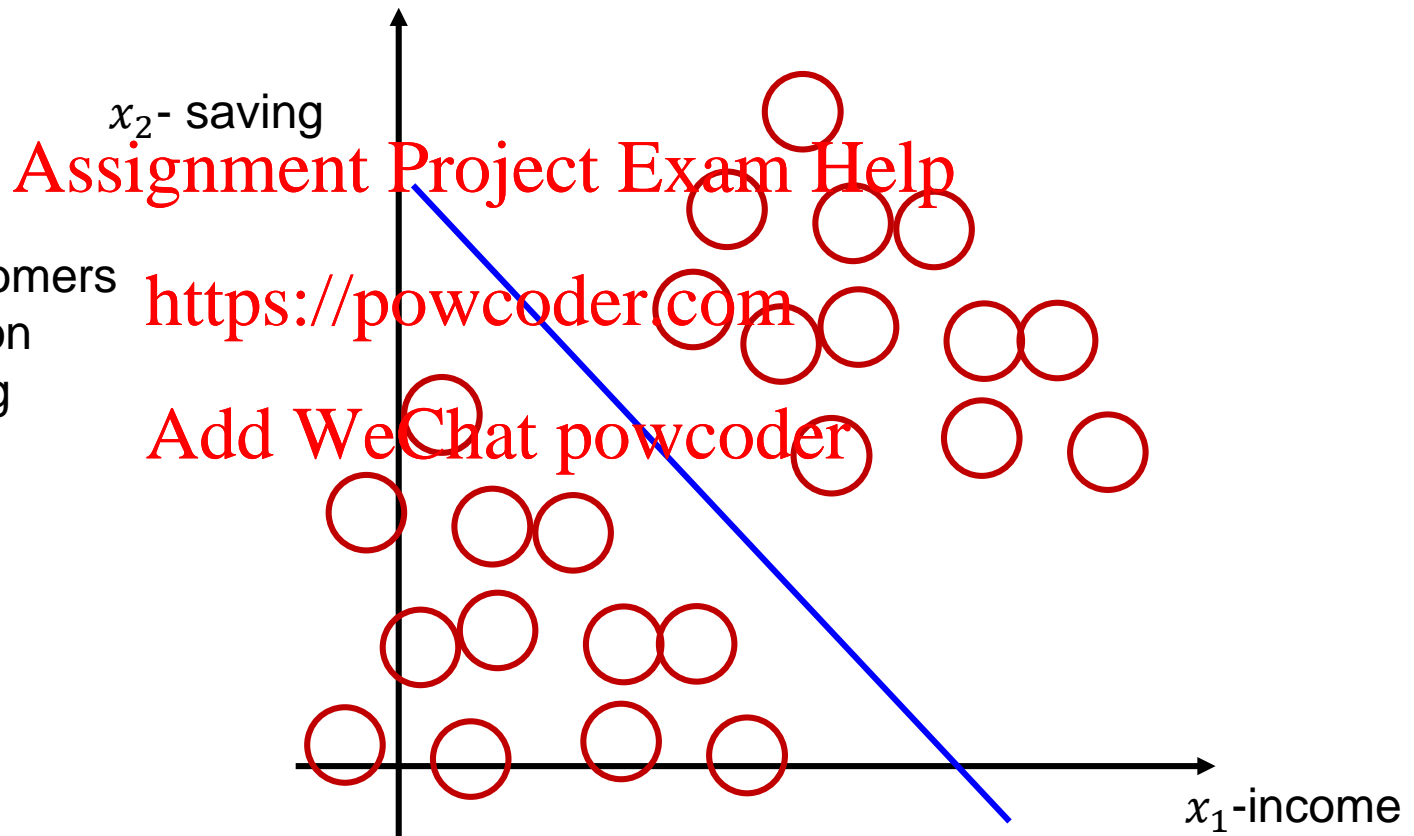 x₂- saving
Assignment Project Exam Help
omers
https://powcoder.com
on
g
Add WeChat powcoder
x₁-income